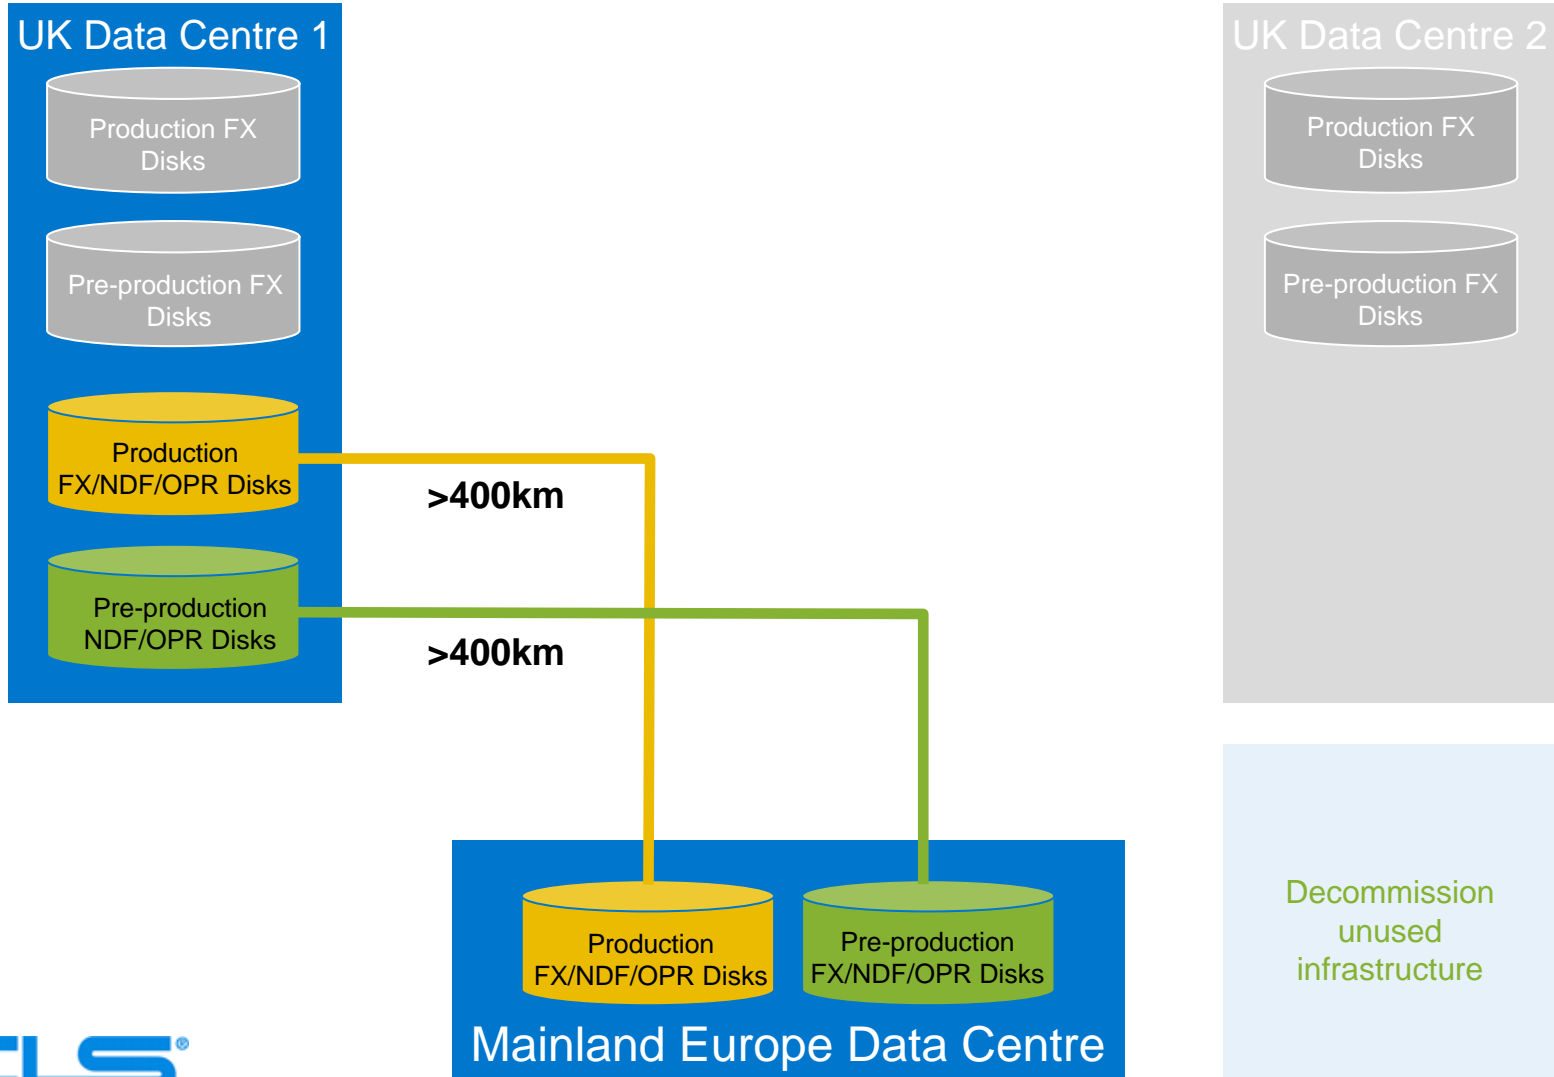 UK Data Centre 1
Production FX
Disks
Pre-production FX
Disks
Production
FX/NDF/OPR Disks
Pre-production
NDF/OPR Disks
>400km
>400km
UK Data Centre 2
Production FX
Disks
Pre-production FX
Disks
Decommission
unused
infrastructure
Production
FX/NDF/OPR Disks
Pre-production
FX/NDF/OPR Disks
Mainland Europe Data Centre